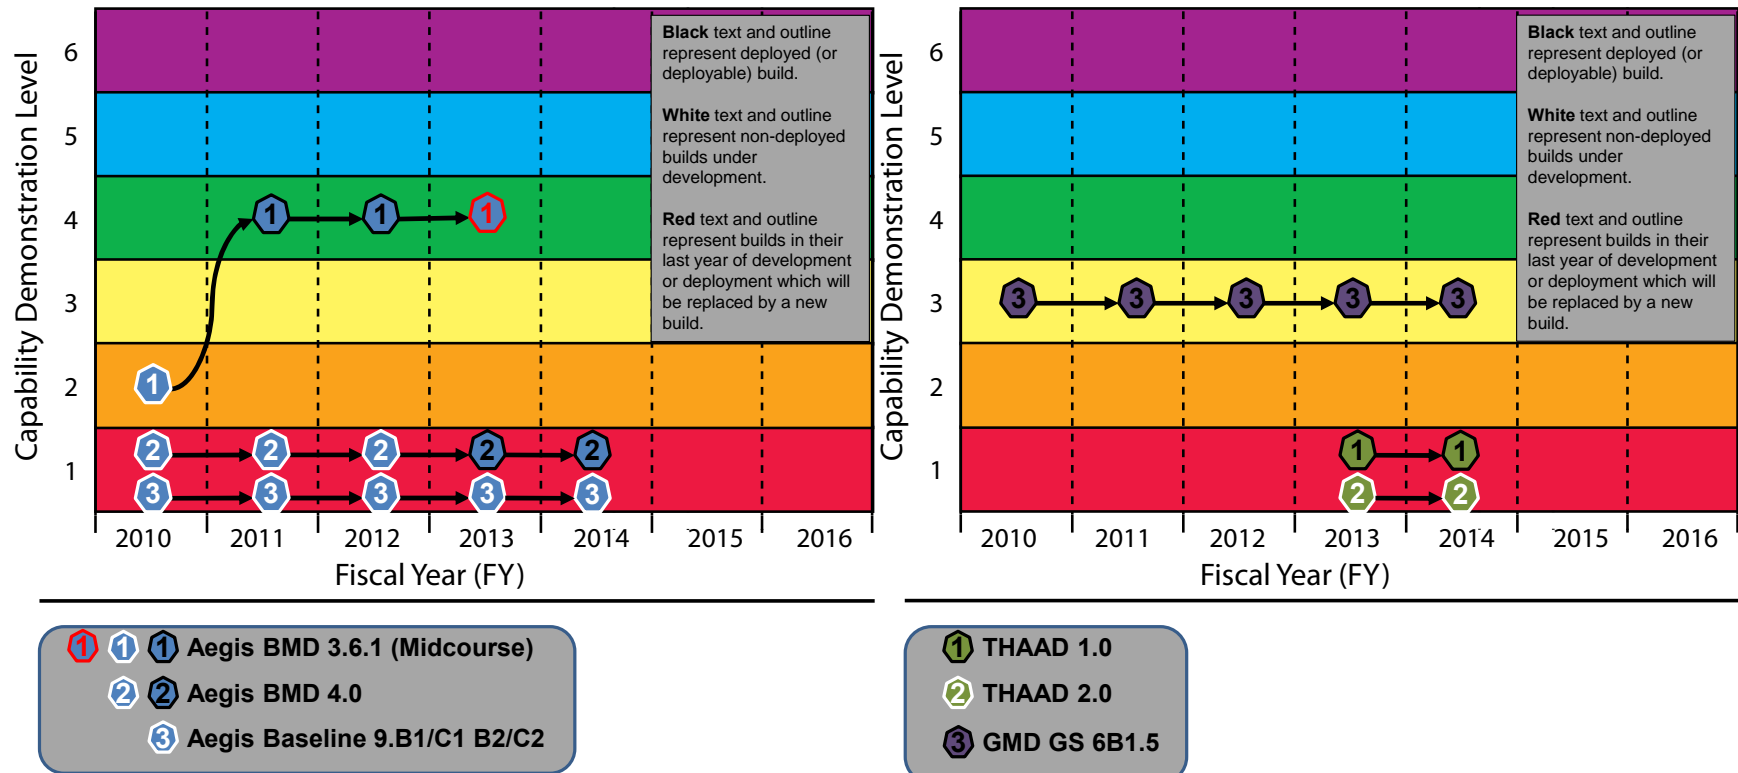 Capability Demonstration Level
6
5
4
3
2
1
Black text and outline
represent deployed (or
deployable) build.
White text and outline
represent non-deployed
builds under
development.
Red text and outline
represent builds in their
last year of development
or deployment which will
be replaced by a new
build.
1 1 1
1
2 2 2 2 2
3 3 3 3 3
2010 2011 2012 2013 2014 2015 2016
Fiscal Year (FY)
1 1 1 Aegis BMD 3.6.1 (Midcourse)
2 2 Aegis BMD 4.0
3 Aegis Baseline 9.B1/C1 B2/C2
Capability Demonstration Level
6
5
4
3
2
1
Black text and outline
represent deployed (or
deployable) build.
White text and outline
represent non-deployed
builds under
development.
Red text and outline
represent builds in their
last year of development
or deployment which will
be replaced by a new
build.
3 3 3 3 3
1 1
2 2
2010 2011 2012 2013 2014 2015 2016
Fiscal Year (FY)
1 THAAD 1.0
2 THAAD 2.0
3 GMD GS 6B1.5